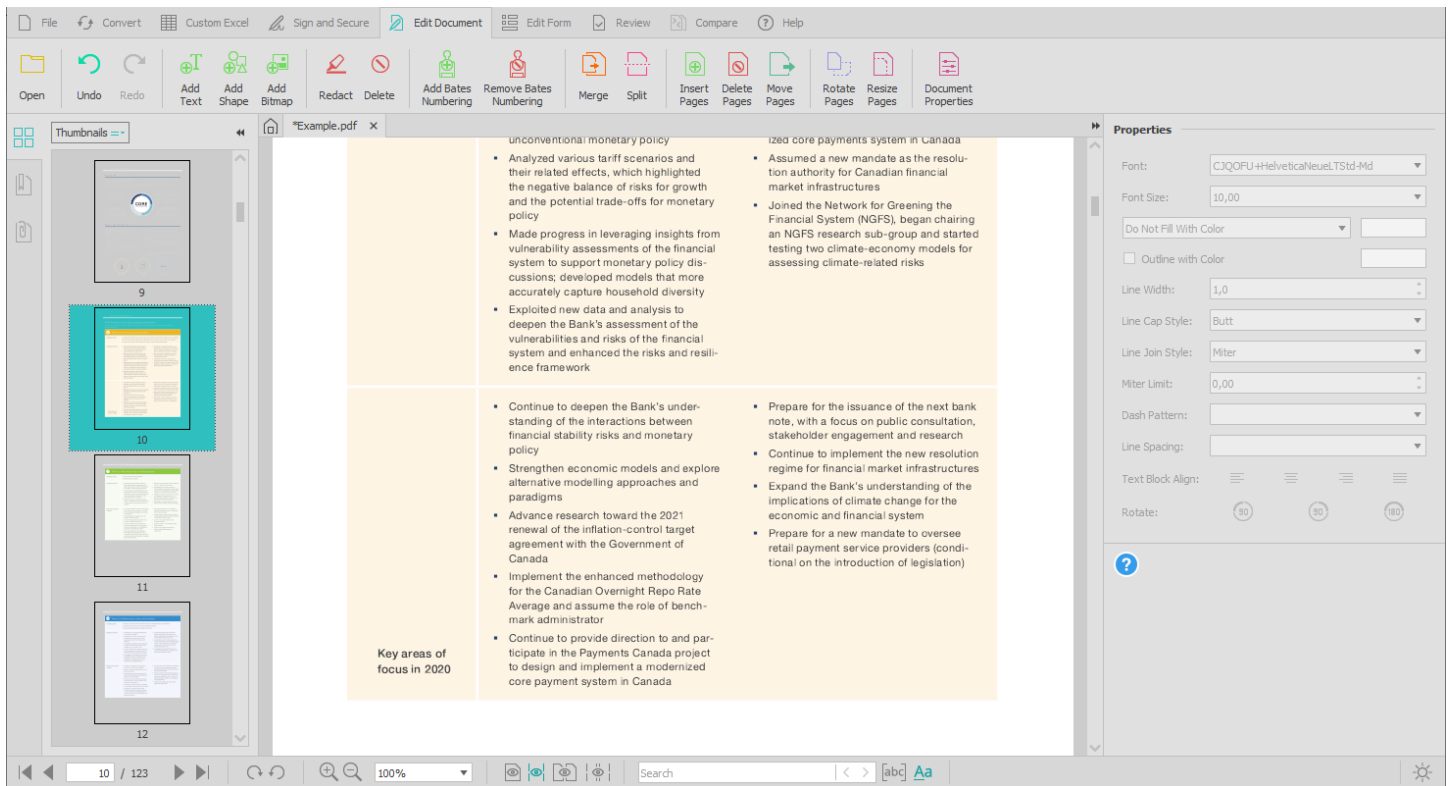 File Convert Custom Excel Sign and Secure Edit Document Edit Form Review Compare Help
Open Undo Redo Add Text Add Shape Add Bitmap Redact Delete Add Bates Numbering Remove Bates Numbering Merge Split Insert Pages Delete Pages Move Pages Rotate Pages Resize Pages Document Properties
Thumbnails
*Example.pdf
9
10
11
12
unconventional monetary policy
▪ Analyzed various tariff scenarios and
their related effects, which highlighted
the negative balance of risks for growth
and the potential trade-offs for monetary
policy
▪ Made progress in leveraging insights from
vulnerability assessments of the financial
system to support monetary policy dis-
cussions; developed models that more
accurately capture household diversity
▪ Exploited new data and analysis to
deepen the Bank's assessment of the
vulnerabilities and risks of the financial
system and enhanced the risks and resili-
ence framework
ized core payments system in Canada
▪ Assumed a new mandate as the resolu-
tion authority for Canadian financial
market infrastructures
▪ Joined the Network for Greening the
Financial System (NGFS), began chairing
an NGFS research sub-group and started
testing two climate-economy models for
assessing climate-related risks
Key areas of
focus in 2020
▪ Continue to deepen the Bank's under-
standing of the interactions between
financial stability risks and monetary
policy
▪ Strengthen economic models and explore
alternative modelling approaches and
paradigms
▪ Advance research toward the 2021
renewal of the inflation-control target
agreement with the Government of
Canada
▪ Implement the enhanced methodology
for the Canadian Overnight Repo Rate
Average and assume the role of bench-
mark administrator
▪ Continue to provide direction to and par-
ticipate in the Payments Canada project
to design and implement a modernized
core payment system in Canada
▪ Prepare for the issuance of the next bank
note, with a focus on public consultation,
stakeholder engagement and research
▪ Continue to implement the new resolution
regime for financial market infrastructures
▪ Expand the Bank's understanding of the
implications of climate change for the
economic and financial system
▪ Prepare for a new mandate to oversee
retail payment service providers (condi-
tional on the introduction of legislation)
Properties
Font: CJQOFU+HelveticaNeueLTStd-Md
Font Size: 10,00
Do Not Fill With Color
Outline with Color
Line Width: 1,0
Line Cap Style: Butt
Line Join Style: Miter
Miter Limit: 0,00
Dash Pattern:
Line Spacing:
Text Block Align:
Rotate: 90 90 180
?
10 / 123 100% Search [abc] Aa